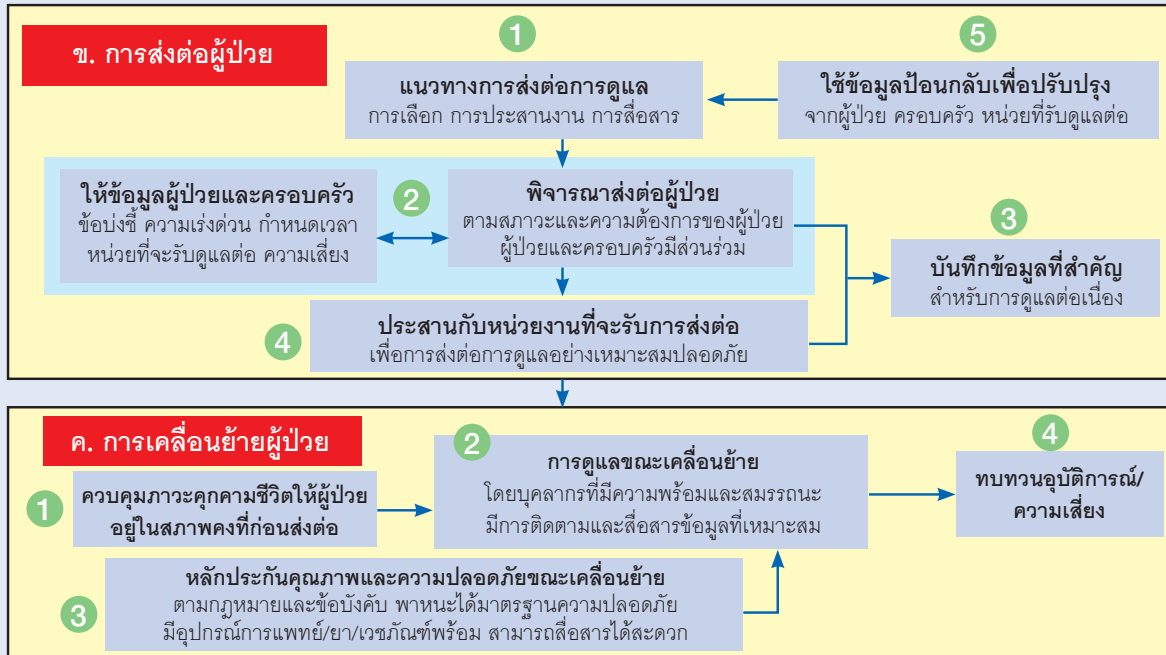 ข. การส่งต่อผู้ป่วย
1
แนวทางการส่งต่อการดูแล
การเลือก การประสานงาน การสื่อสาร
5
ใช้ข้อมูลป้อนกลับเพื่อปรับปรุง
จากผู้ป่วย ครอบครัว หน่วยที่รับดูแลต่อ
ให้ข้อมูลผู้ป่วยและครอบครัว
ข้อบ่งชี้ ความเร่งด่วน กำหนดเวลา
หน่วยที่จะรับดูแลต่อ ความเสี่ยง
2
พิจารณาส่งต่อผู้ป่วย
ตามสภาวะและความต้องการของผู้ป่วย
ผู้ป่วยและครอบครัวมีส่วนร่วม
3
บันทึกข้อมูลที่สำคัญ
สำหรับการดูแลต่อเนื่อง
4
ประสานกับหน่วยงานที่จะรับการส่งต่อ
เพื่อการส่งต่อการดูแลอย่างเหมาะสมปลอดภัย
ค. การเคลื่อนย้ายผู้ป่วย
1
ควบคุมภาวะคุกคามชีวิตให้ผู้ป่วย
อยู่ในสภาพคงที่ก่อนส่งต่อ
2
การดูแลขณะเคลื่อนย้าย
โดยบุคลากรที่มีความพร้อมและสมรรถนะ
มีการติดตามและสื่อสารข้อมูลที่เหมาะสม
4
ทบทวนอุบัติการณ์/
ความเสี่ยง
3
หลักประกันคุณภาพและความปลอดภัยขณะเคลื่อนย้าย
ตามกฎหมายและข้อบังคับ พาหนะได้มาตรฐานความปลอดภัย
มีอุปกรณ์การแพทย์/ยา/เวชภัณฑ์พร้อม สามารถสื่อสารได้สะดวก